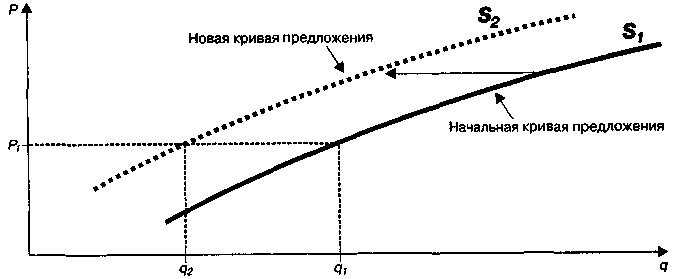 P
S2
Новая кривая предложения
S1
Начальная кривая предложения
P1
q2
q1
q